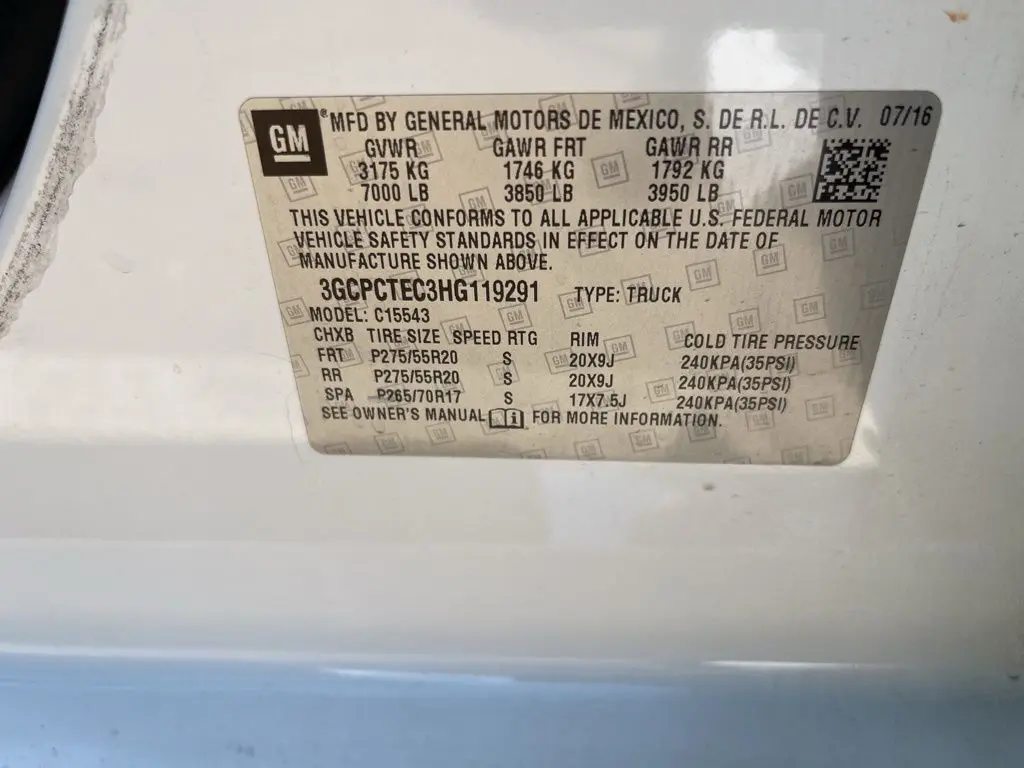 GM ®MFD BY GENERAL MOTORS DE MEXICO, S. DE R.L. DE C.V. 07/16
GVWR GAWR FRT GAWR RR
3175 KG 1746 KG 1792 KG
7000 LB 3850 LB 3950 LB
THIS VEHICLE CONFORMS TO ALL APPLICABLE U.S. FEDERAL MOTOR
VEHICLE SAFETY STANDARDS IN EFFECT ON THE DATE OF
MANUFACTURE SHOWN ABOVE.
3GCPCTEC3HG119291 TYPE: TRUCK
MODEL: C15543
CHXB TIRE SIZE SPEED RTG RIM COLD TIRE PRESSURE
FRT P275/55R20 S 20X9J 240KPA(35PSI)
RR P275/55R20 S 20X9J 240KPA(35PSI)
SPA P265/70R17 S 17X7.5J 240KPA(35PSI)
SEE OWNER'S MANUAL FOR MORE INFORMATION.